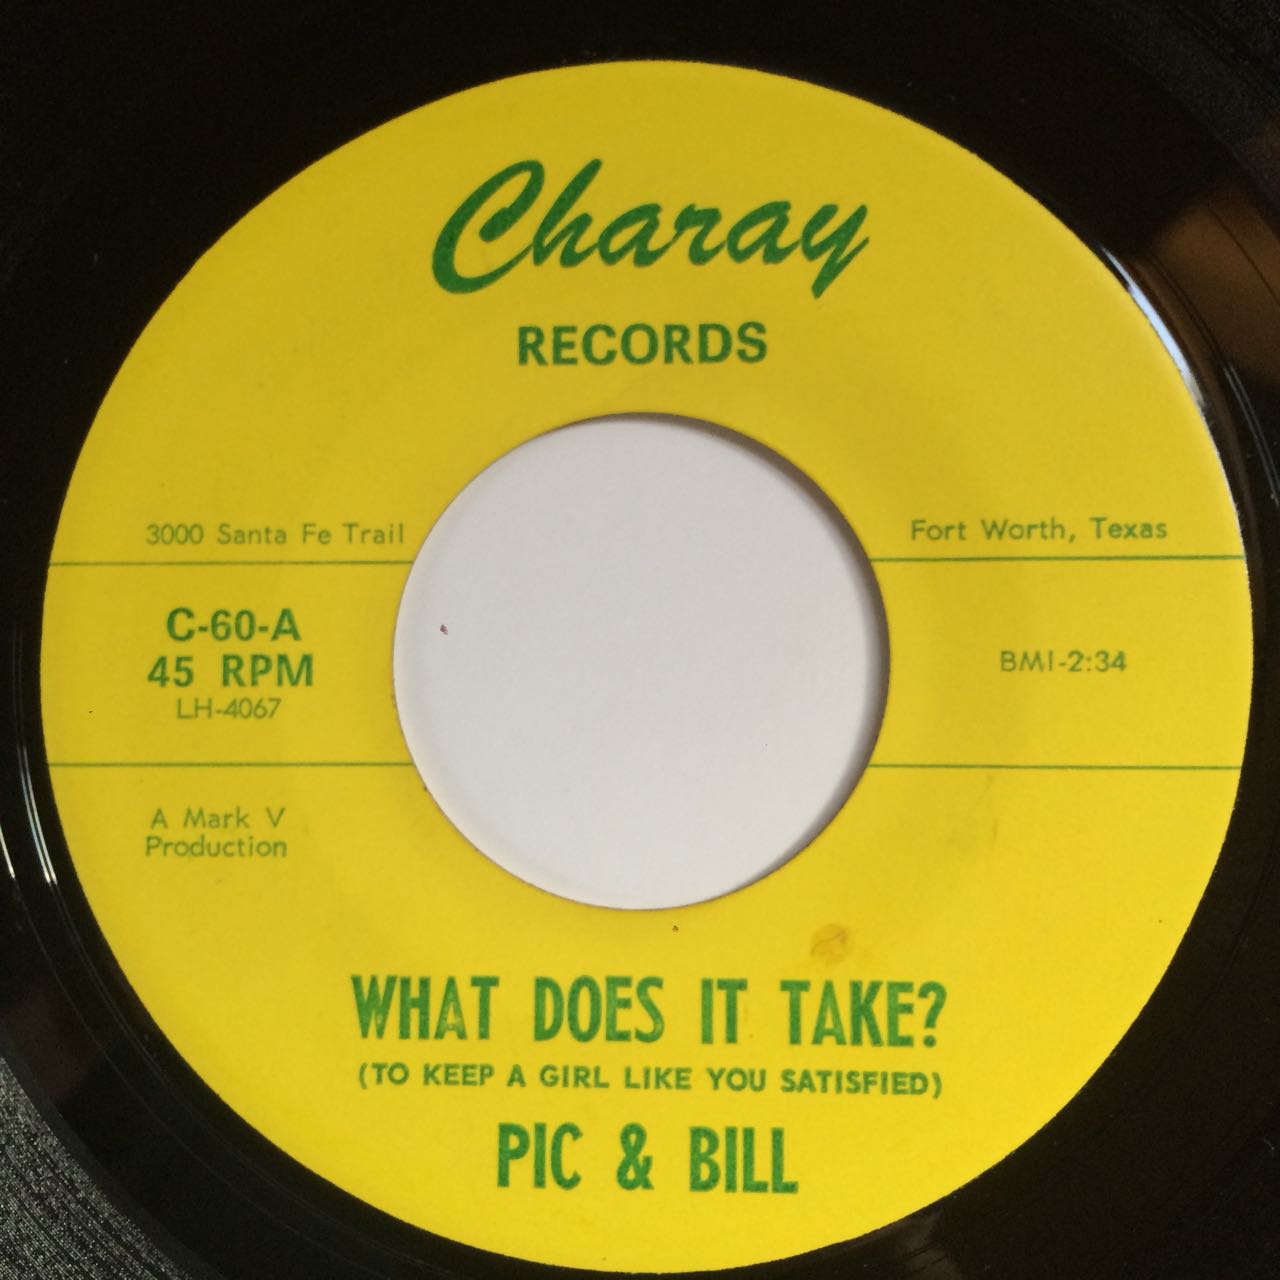 Charay
RECORDS
3000 Santa Fe Trail
Fort Worth, Texas
C-60-A
45 RPM
LH-4067
BMI-2:34
A Mark V
Production
WHAT DOES IT TAKE?
(TO KEEP A GIRL LIKE YOU SATISFIED)
PIC & BILL